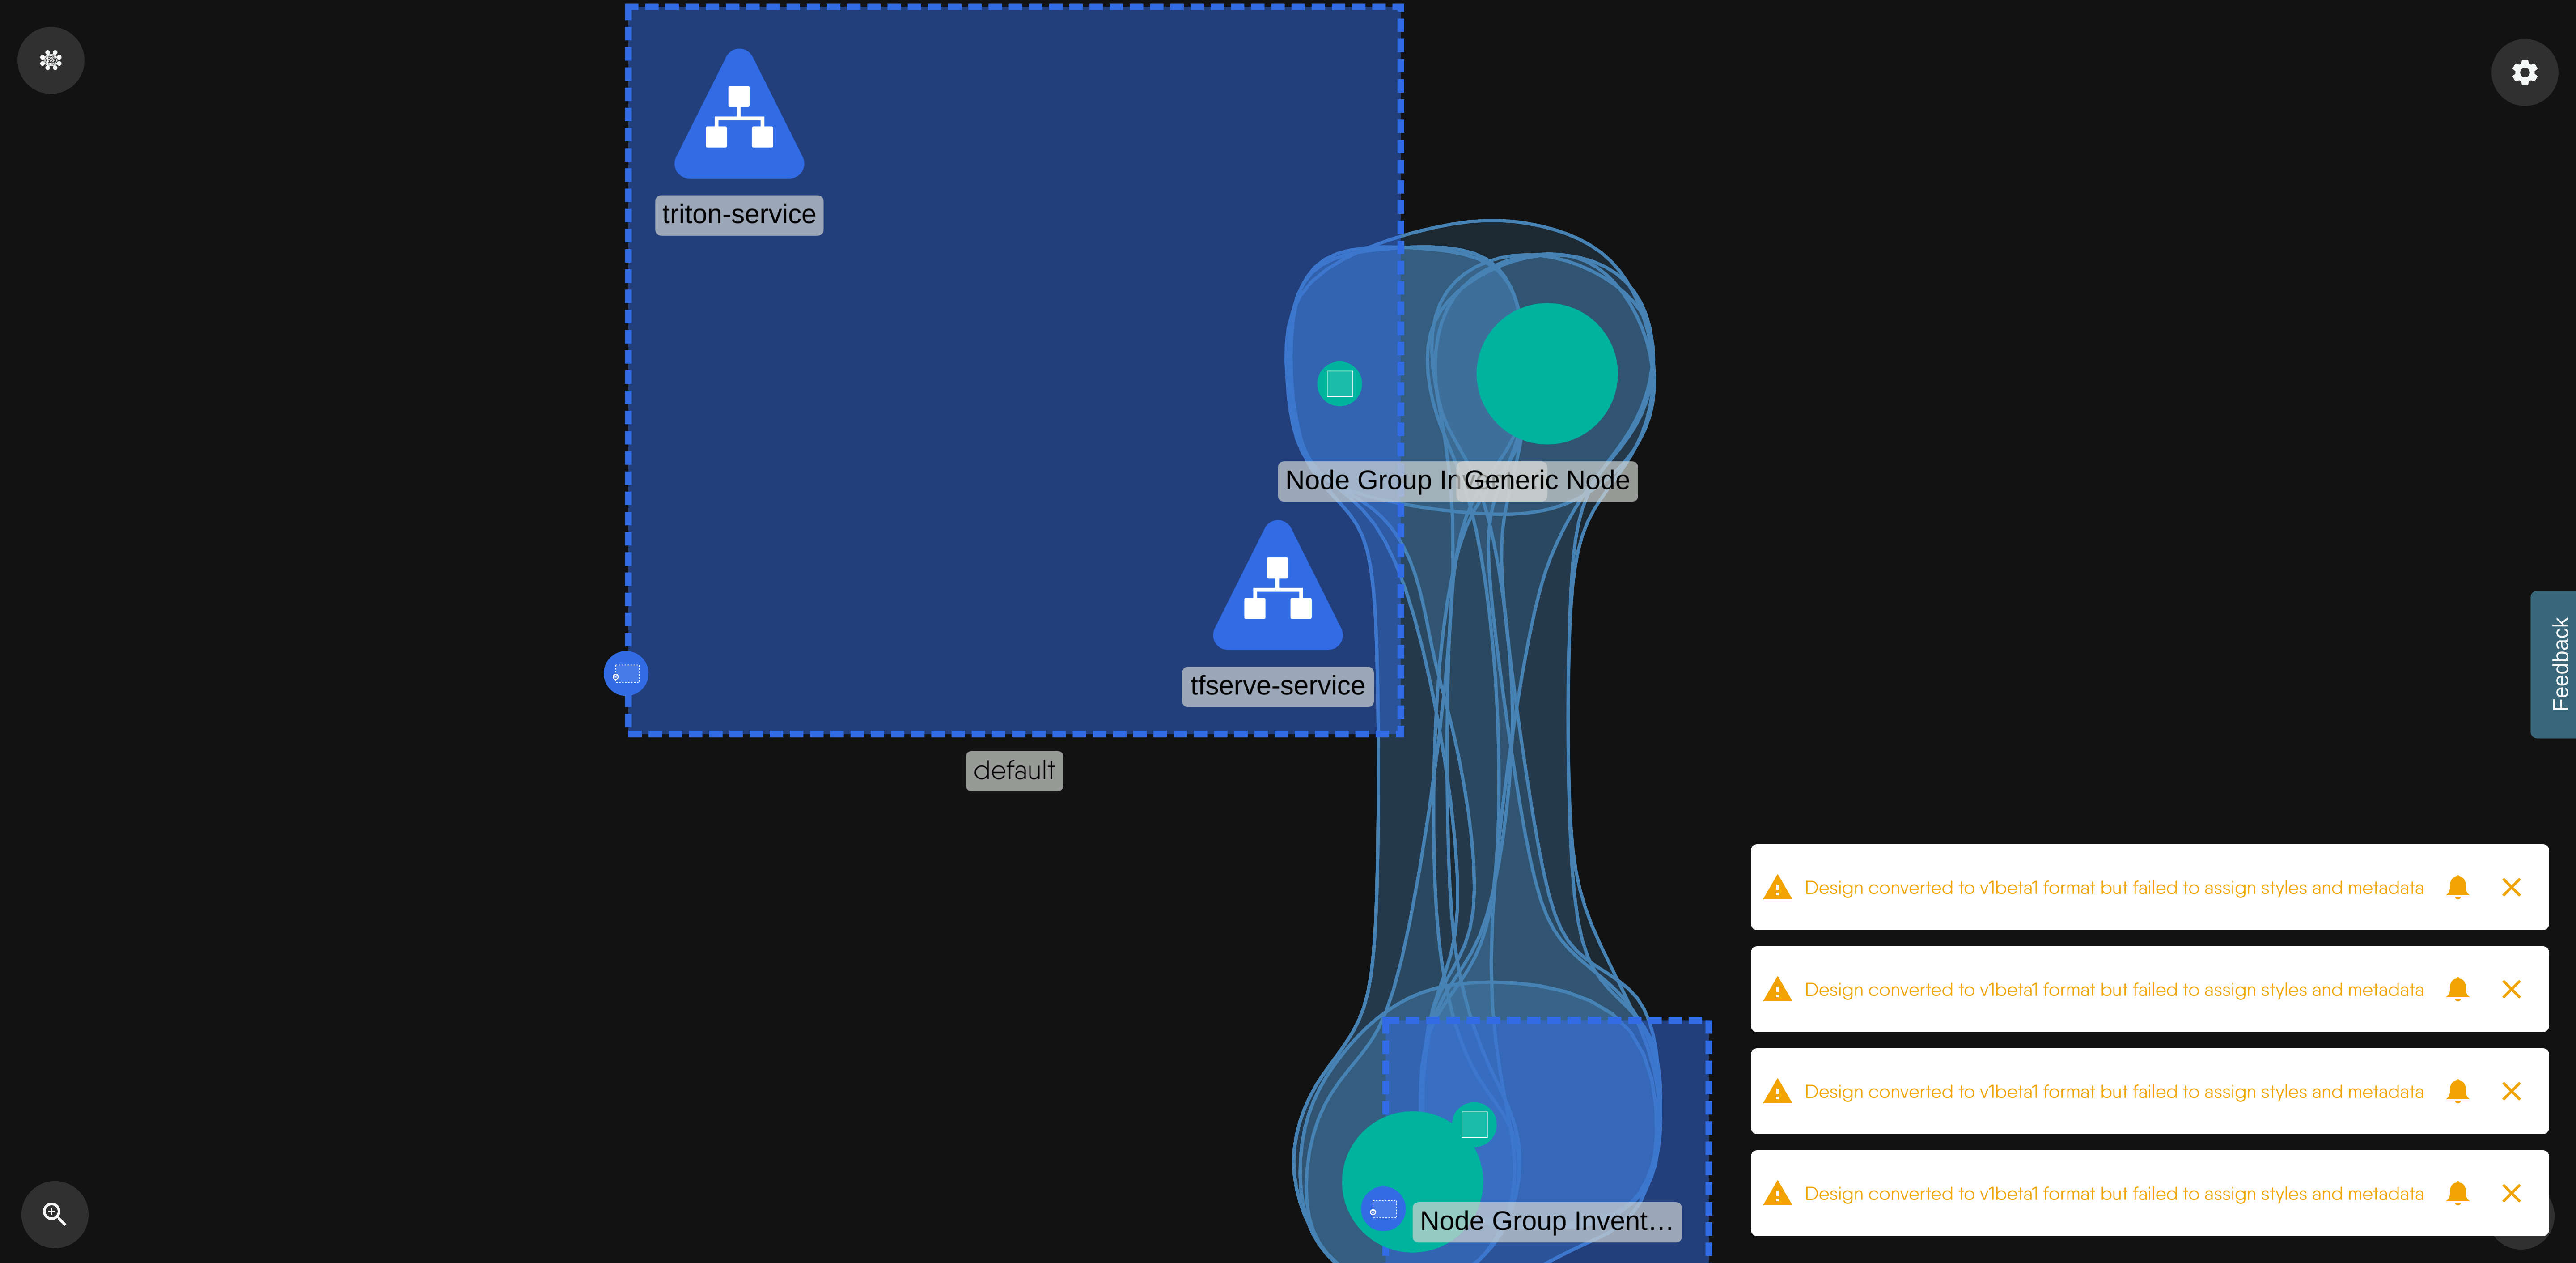 triton-service
Node Group In
Generic Node
tfserve-service
default
Feedback
Design converted to v1beta1 format but failed to assign styles and metadata
Design converted to v1beta1 format but failed to assign styles and metadata
Design converted to v1beta1 format but failed to assign styles and metadata
Design converted to v1beta1 format but failed to assign styles and metadata
Node Group Invent…